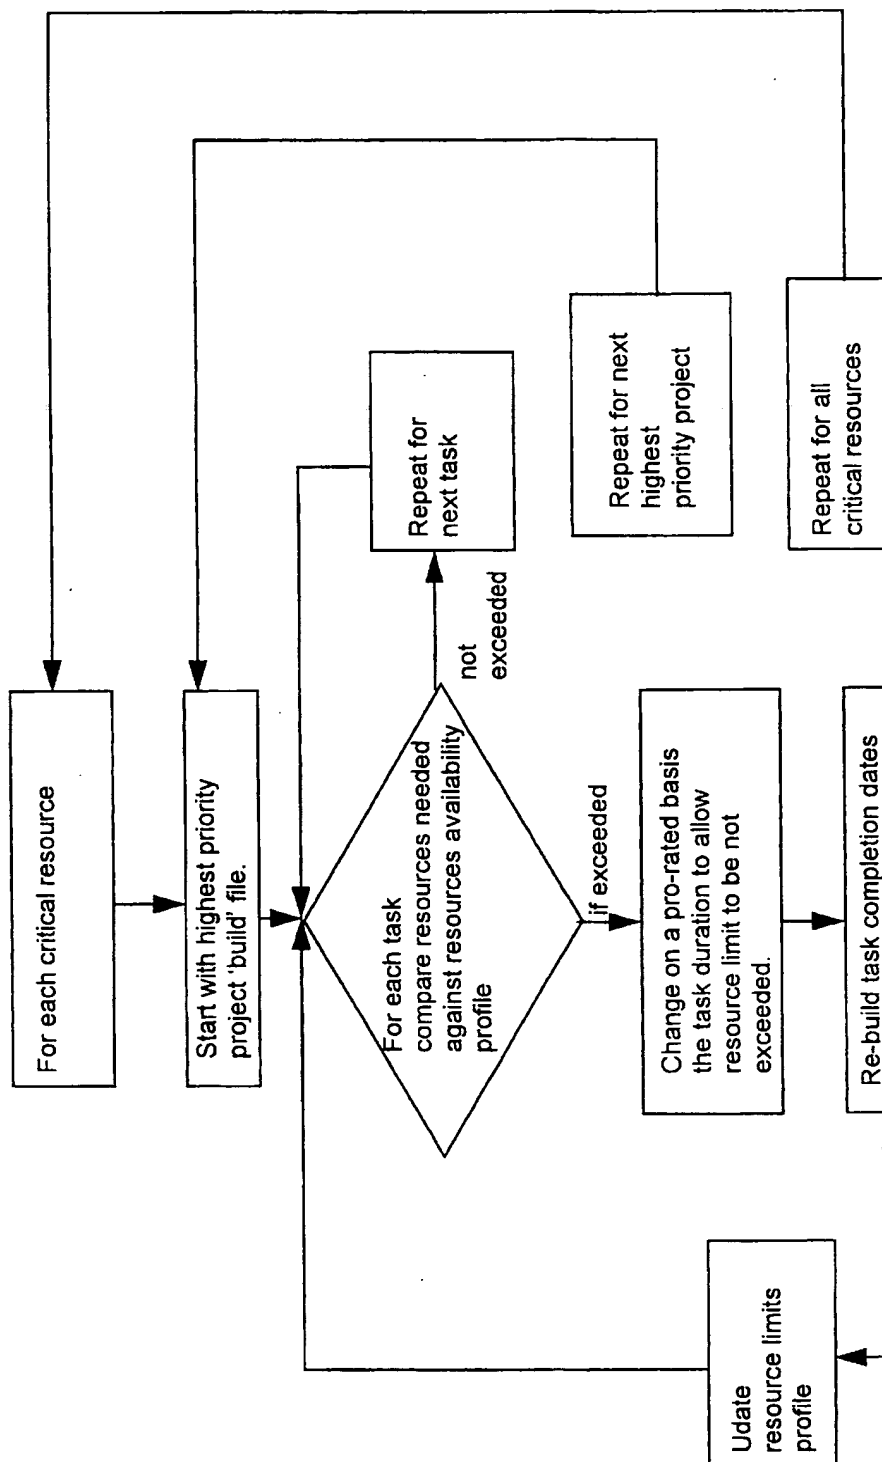 For each critical resource
Start with highest priority
project 'build' file.
For each task
compare resources needed
against resources availability
profile
not
exceeded
Repeat for
next task
if exceeded
Change on a pro-rated basis
the task duration to allow
resource limit to be not
exceeded.
Re-build task completion dates
Udate
resource limits
profile
Repeat for next
highest
priority project
Repeat for all
critical resources